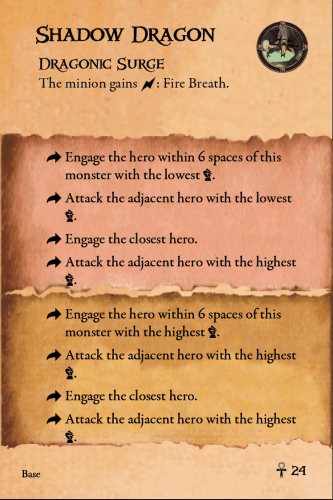 Shadow Dragon
Dragonic Surge
The minion gains : Fire Breath.
Engage the hero within 6 spaces of this
monster with the lowest .
Attack the adjacent hero with the lowest
.
Engage the closest hero.
Attack the adjacent hero with the highest
.
Engage the hero within 6 spaces of this
monster with the highest .
Attack the adjacent hero with the highest
.
Engage the closest hero.
Attack the adjacent hero with the highest
.
Base
24